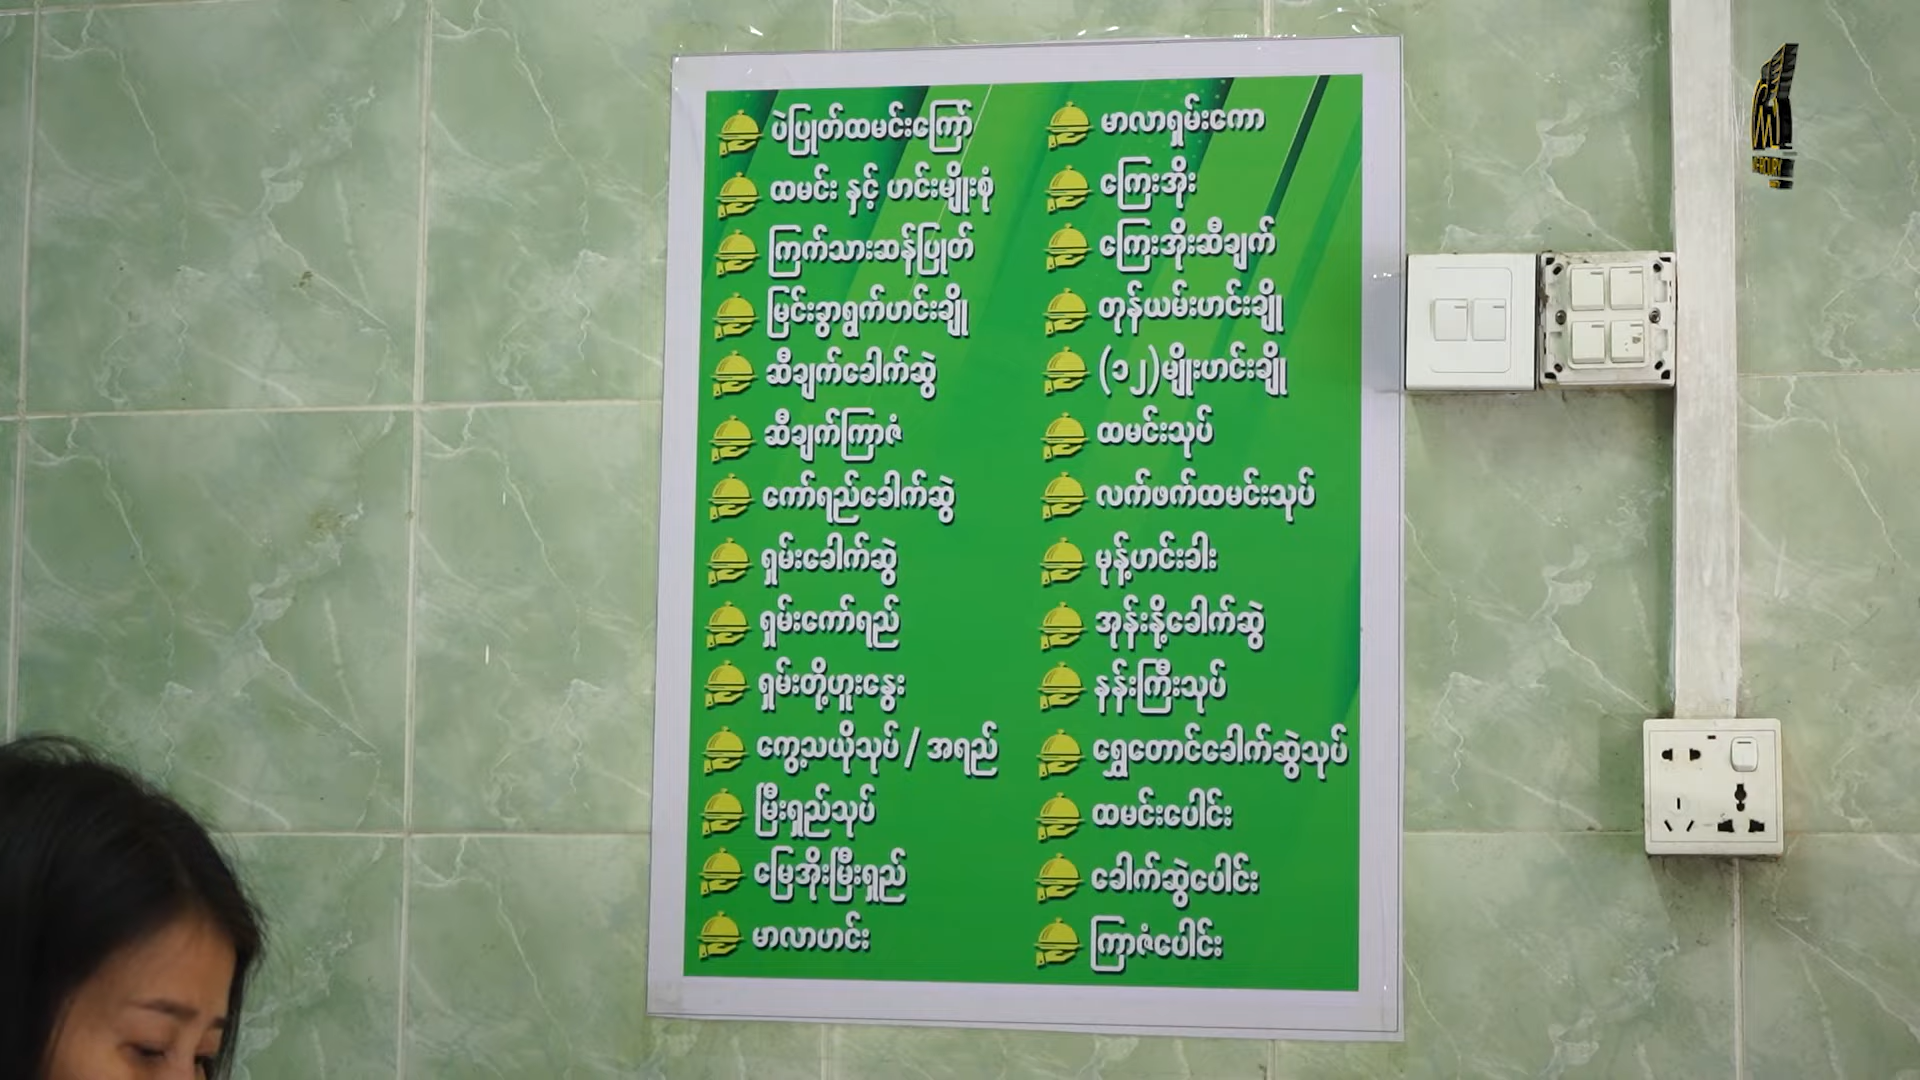 ပဲပြုတ်ထမင်းကြော်
ထမင်း နှင့် ဟင်းမျိုးစုံ
ကြက်သားဆန်ပြုတ်
မြင်းခွာရွက်ဟင်းချို
ဆီချက်ခေါက်ဆွဲ
ဆီချက်ကြာဇံ
ကော်ရည်ခေါက်ဆွဲ
ရှမ်းခေါက်ဆွဲ
ရှမ်းကော်ရည်
ရှမ်းတို့ဟူးနွေး
ကွေ့သယိုသုပ် / အရည်
မြီးရှည်သုပ်
မြေအိုးမြီးရှည်
မာလာဟင်း
မာလာရှမ်းကော
ကြေးအိုး
ကြေးအိုးဆီချက်
တုန်ယမ်းဟင်းချို
(၁၂)မျိုးဟင်းချို
ထမင်းသုပ်
လက်ဖက်ထမင်းသုပ်
မုန့်ဟင်းခါး
အုန်းနို့ခေါက်ဆွဲ
နန်းကြီးသုပ်
ရွှေတောင်ခေါက်ဆွဲသုပ်
ထမင်းပေါင်း
ခေါက်ဆွဲပေါင်း
ကြာဇံပေါင်း